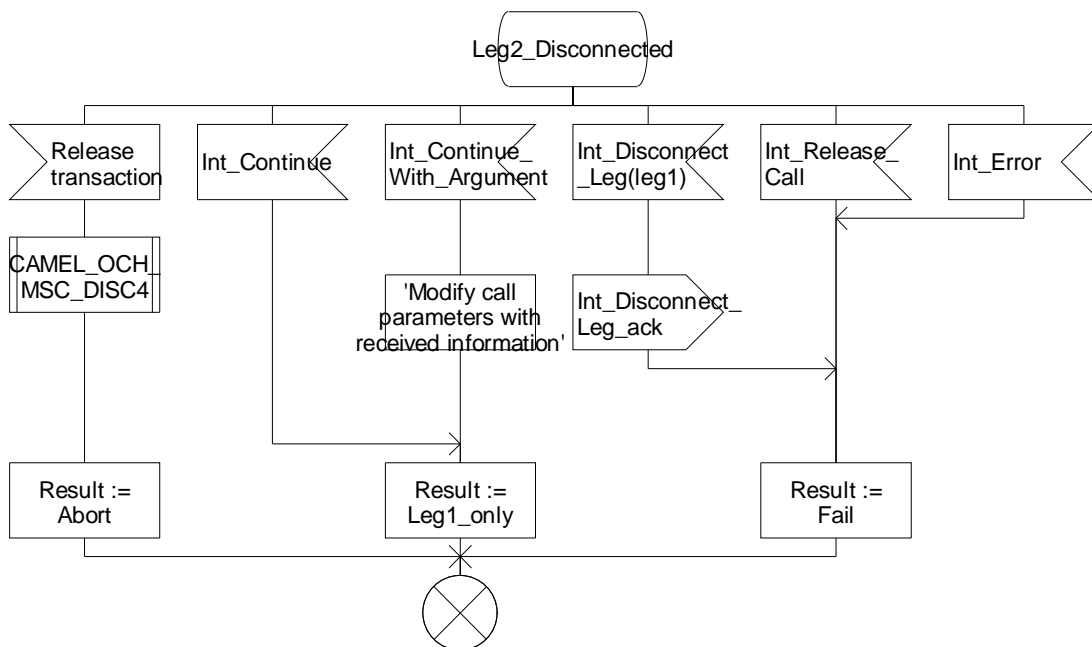 Leg2_Disconnected
Release
transaction
Int_Continue
Int_Continue_
With_Argument
Int_Disconnect
_Leg(leg1)
Int_Release_
Call
Int_Error
CAMEL_OCH_
MSC_DISC4
'Modify call
parameters with
received information'
Int_Disconnect_
Leg_ack
Result :=
Abort
Result :=
Leg1_only
Result :=
Fail